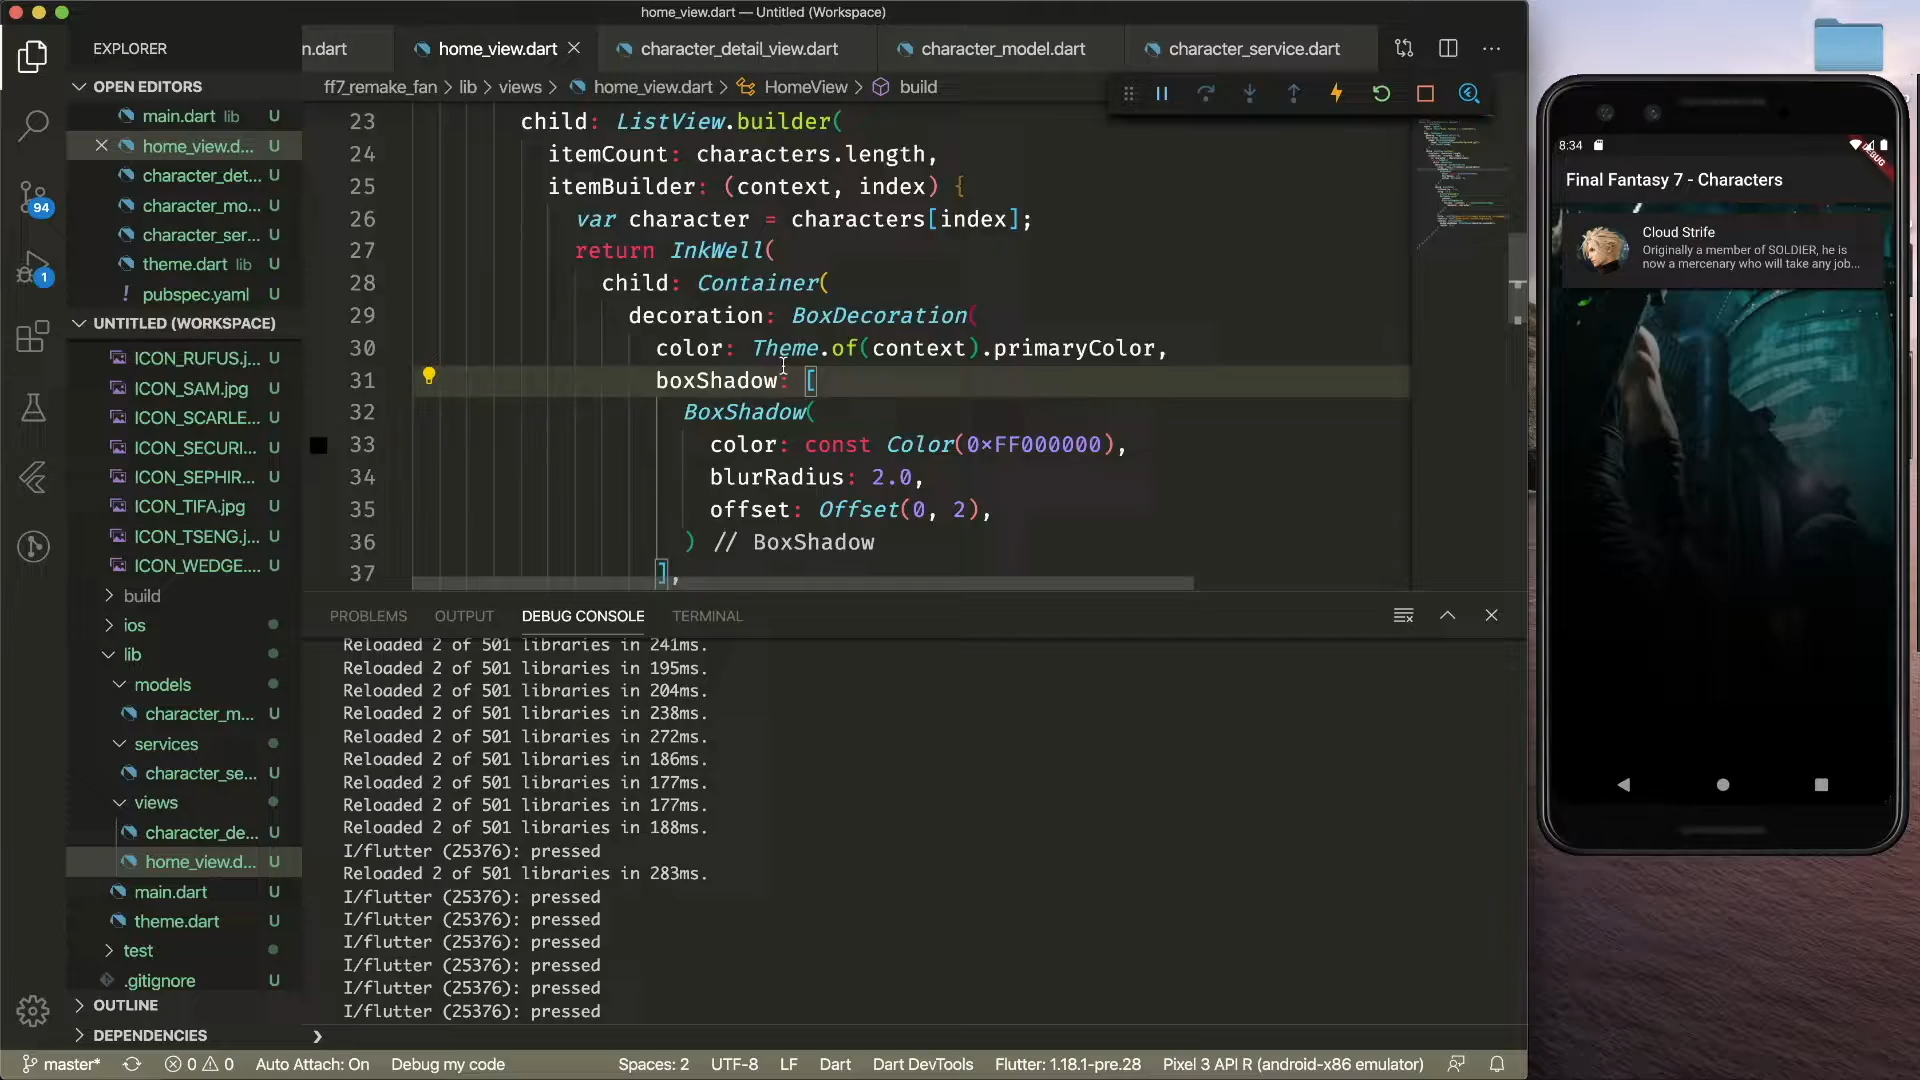 home_view.dart — Untitled (Workspace)
EXPLORER
n.dart
home_view.dart
character_detail_view.dart
character_model.dart
character_service.dart
OPEN EDITORS
main.dart lib U
home_view.d... U
character_det... U
character_mo... U
character_ser... U
theme.dart lib U
! pubspec.yaml U
UNTITLED (WORKSPACE)
ICON_RUFUS.j... U
ICON_SAM.jpg U
ICON_SCARLE... U
ICON_SECURI... U
ICON_SEPHIR... U
ICON_TIFA.jpg U
ICON_TSENG.j... U
ICON_WEDGE.... U
build
ios
lib
models
character_m... U
services
character_se... U
views
character_de... U
home_view.d... U
main.dart U
theme.dart U
test
.gitignore U
OUTLINE
DEPENDENCIES
94
1
ff7_remake_fan > lib > views > home_view.dart > HomeView > build
23 child: ListView.builder(
24 itemCount: characters.length,
25 itemBuilder: (context, index) {
26 var character = characters[index];
27 return InkWell(
28 child: Container(
29 decoration: BoxDecoration(
30 color: Theme.of(context).primaryColor,
31 boxShadow: [
32 BoxShadow(
33 color: const Color(0×FF000000),
34 blurRadius: 2.0,
35 offset: Offset(0, 2),
36 ) // BoxShadow
37 ],
PROBLEMS OUTPUT DEBUG CONSOLE TERMINAL
Reloaded 2 of 501 libraries in 241ms.
Reloaded 2 of 501 libraries in 195ms.
Reloaded 2 of 501 libraries in 204ms.
Reloaded 2 of 501 libraries in 238ms.
Reloaded 2 of 501 libraries in 272ms.
Reloaded 2 of 501 libraries in 186ms.
Reloaded 2 of 501 libraries in 177ms.
Reloaded 2 of 501 libraries in 177ms.
Reloaded 2 of 501 libraries in 188ms.
I/flutter (25376): pressed
Reloaded 2 of 501 libraries in 283ms.
I/flutter (25376): pressed
I/flutter (25376): pressed
I/flutter (25376): pressed
I/flutter (25376): pressed
I/flutter (25376): pressed
I/flutter (25376): pressed
master* 0 0 Auto Attach: On Debug my code Spaces: 2 UTF-8 LF Dart Dart DevTools Flutter: 1.18.1-pre.28 Pixel 3 API R (android-x86 emulator)
8:34
DEBUG
Final Fantasy 7 - Characters
Cloud Strife
Originally a member of SOLDIER, he is
now a mercenary who will take any job...